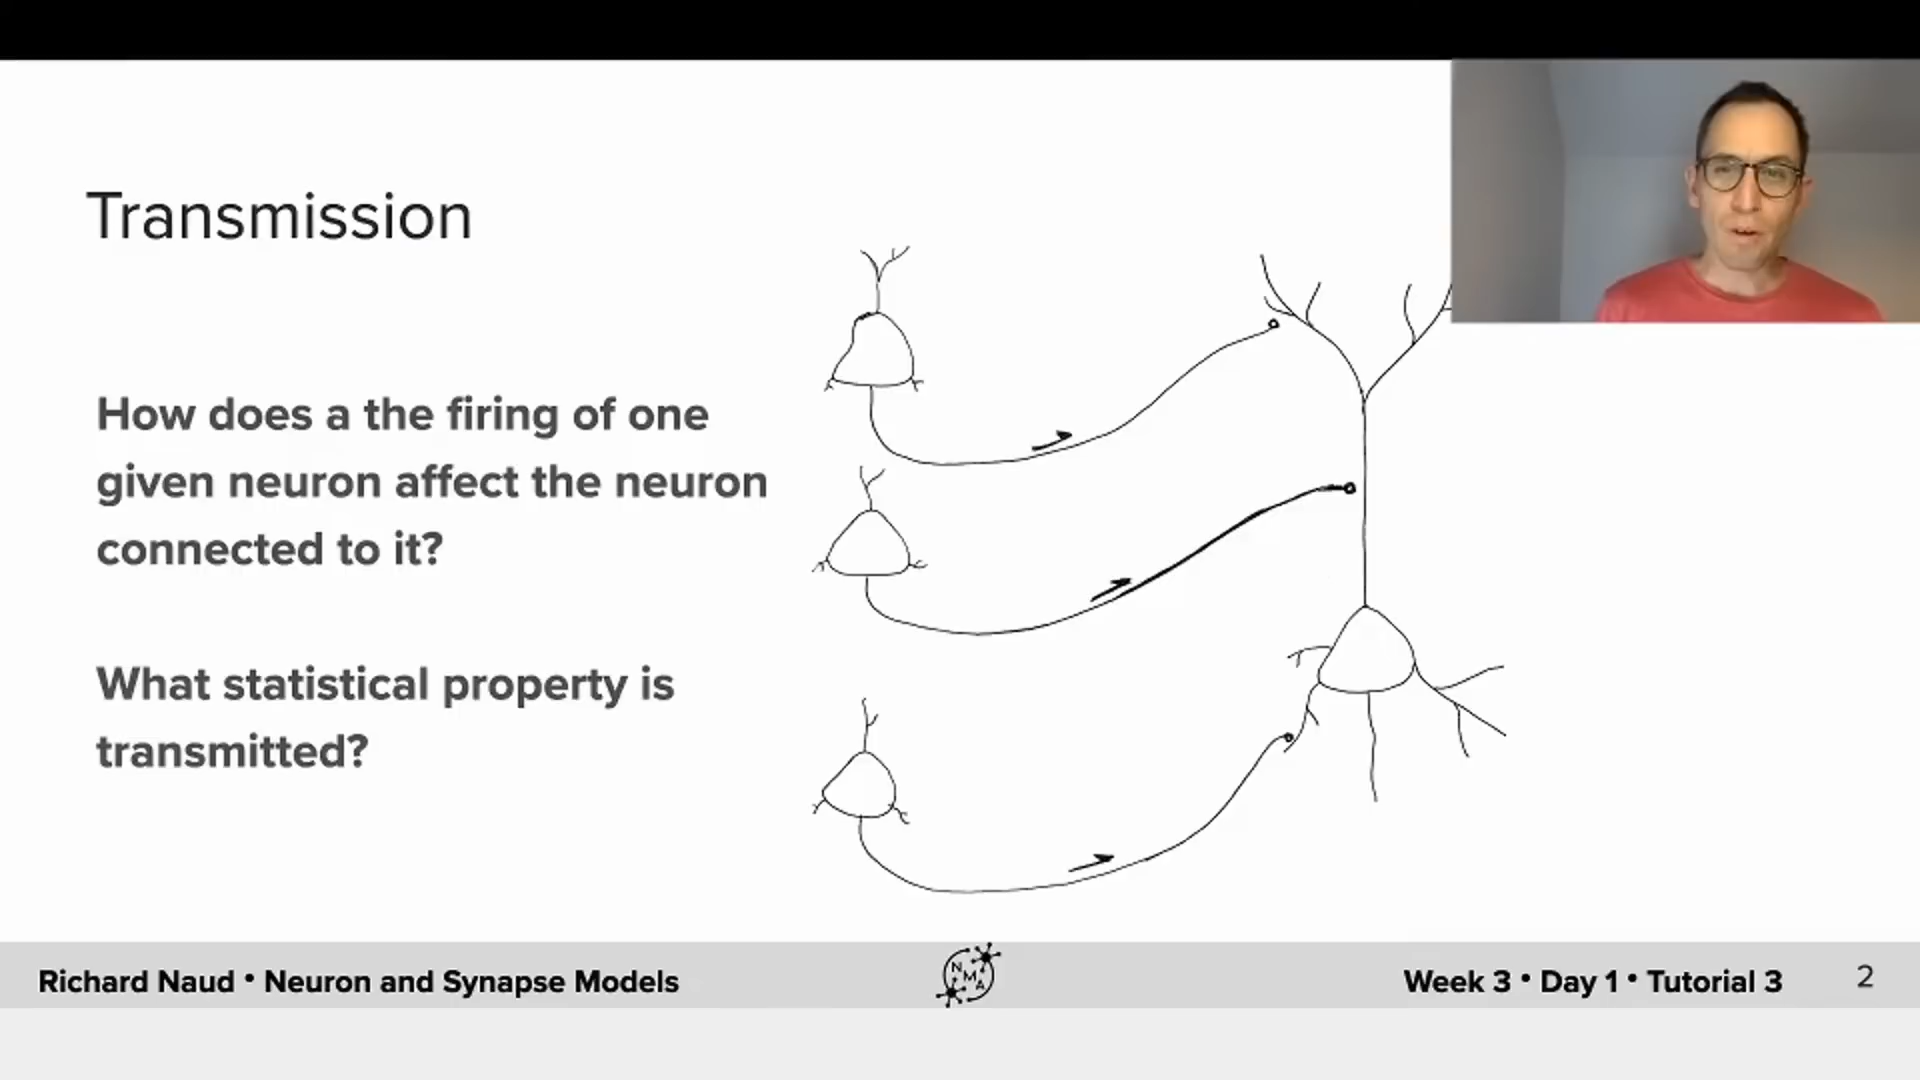 Transmission
How does a the firing of one
given neuron affect the neuron
connected to it?
What statistical property is
transmitted?
Richard Naud • Neuron and Synapse Models
NMA
Week 3 • Day 1 • Tutorial 3
2